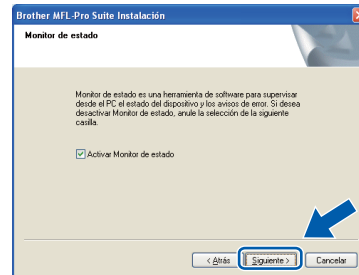 Brother MFL-Pro Suite Instalación
Monitor de estado
Monitor de estado es una herramienta de software para supervisar
desde el PC el estado del dispositivo y los avisos de error. Si desea
desactivar Monitor de estado, anule la selección de la siguiente
casilla.
Activar Monitor de estado
< Atrás
Siguiente >
Cancelar